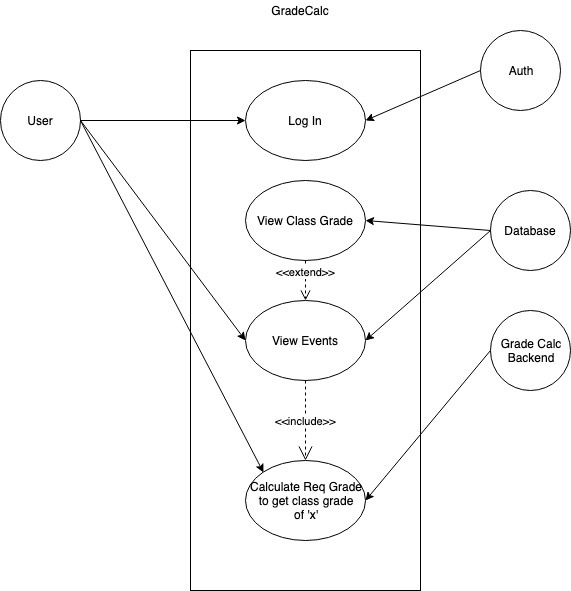 GradeCalc
User
Log In
Auth
View Class Grade
Database
<<extend>>
View Events
Grade Calc
Backend
<<include>>
Calculate Req Grade
to get class grade
of 'x'